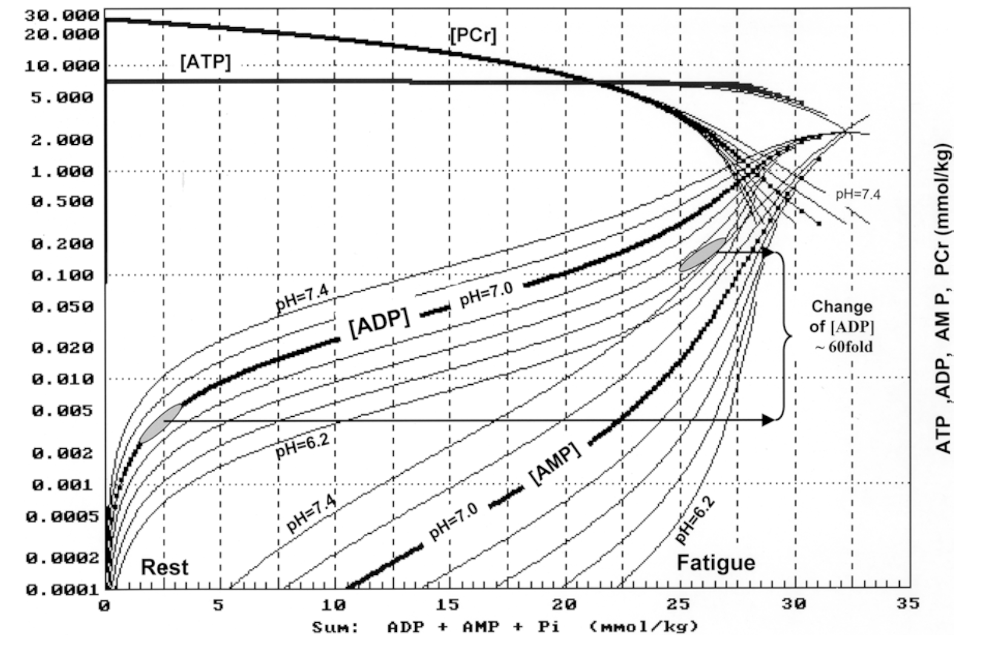 30.000
20.000
10.000
5.000
2.000
1.000
0.500
0.200
0.100
0.050
0.020
0.010
0.005
0.002
0.001
0.0005
0.0002
0.0001
[PCr]
[ATP]
pH=7.4
pH=7.4
pH=7.0
[ADP]
Change
of [ADP]
~ 60fold
pH=6.2
[AMP]
pH=7.4
pH=7.0
pH=6.2
Rest
Fatigue
0 5 10 15 20 25 30 35
Sum: ADP + AMP + Pi (mmol/kg)
ATP ,ADP, AM P, PCr (mmol/kg)